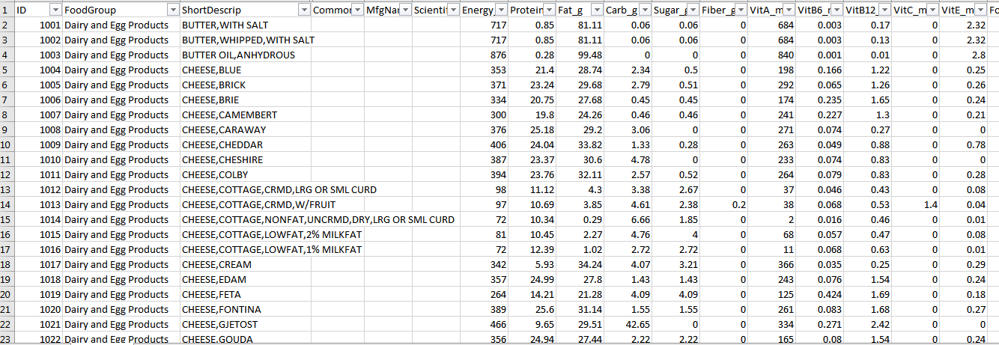 1 ID FoodGroup ShortDescrip Common MfgNar Scientif Energy_ Protein Fat_g Carb_g Sugar_g Fiber_g VitA_m VitB6_r VitB12_ VitC_m VitE_m Fo
2 1001 Dairy and Egg Products BUTTER,WITH SALT 717 0.85 81.11 0.06 0.06 0 684 0.003 0.17 0 2.32
3 1002 Dairy and Egg Products BUTTER,WHIPPED,WITH SALT 717 0.85 81.11 0.06 0.06 0 684 0.003 0.13 0 2.32
4 1003 Dairy and Egg Products BUTTER OIL,ANHYDROUS 876 0.28 99.48 0 0 0 840 0.001 0.01 0 2.8
5 1004 Dairy and Egg Products CHEESE,BLUE 353 21.4 28.74 2.34 0.5 0 198 0.166 1.22 0 0.25
6 1005 Dairy and Egg Products CHEESE,BRICK 371 23.24 29.68 2.79 0.51 0 292 0.065 1.26 0 0.26
7 1006 Dairy and Egg Products CHEESE,BRIE 334 20.75 27.68 0.45 0.45 0 174 0.235 1.65 0 0.24
8 1007 Dairy and Egg Products CHEESE,CAMEMBERT 300 19.8 24.26 0.46 0.46 0 241 0.227 1.3 0 0.21
9 1008 Dairy and Egg Products CHEESE,CARAWAY 376 25.18 29.2 3.06 0 0 271 0.074 0.27 0 0
10 1009 Dairy and Egg Products CHEESE,CHEDDAR 406 24.04 33.82 1.33 0.28 0 263 0.049 0.88 0 0.78
11 1010 Dairy and Egg Products CHEESE,CHESHIRE 387 23.37 30.6 4.78 0 0 233 0.074 0.83 0 0
12 1011 Dairy and Egg Products CHEESE,COLBY 394 23.76 32.11 2.57 0.52 0 264 0.079 0.83 0 0.28
13 1012 Dairy and Egg Products CHEESE,COTTAGE,CRMD,LRG OR SML CURD 98 11.12 4.3 3.38 2.67 0 37 0.046 0.43 0 0.08
14 1013 Dairy and Egg Products CHEESE,COTTAGE,CRMD,W/FRUIT 97 10.69 3.85 4.61 2.38 0.2 38 0.068 0.53 1.4 0.04
15 1014 Dairy and Egg Products CHEESE,COTTAGE,NONFAT,UNCRMD,DRY,LRG OR SML CURD 72 10.34 0.29 6.66 1.85 0 2 0.016 0.46 0 0.01
16 1015 Dairy and Egg Products CHEESE,COTTAGE,LOWFAT,2% MILKFAT 81 10.45 2.27 4.76 4 0 68 0.057 0.47 0 0.08
17 1016 Dairy and Egg Products CHEESE,COTTAGE,LOWFAT,1% MILKFAT 72 12.39 1.02 2.72 2.72 0 11 0.068 0.63 0 0.01
18 1017 Dairy and Egg Products CHEESE,CREAM 342 5.93 34.24 4.07 3.21 0 366 0.035 0.25 0 0.29
19 1018 Dairy and Egg Products CHEESE,EDAM 357 24.99 27.8 1.43 1.43 0 243 0.076 1.54 0 0.24
20 1019 Dairy and Egg Products CHEESE,FETA 264 14.21 21.28 4.09 4.09 0 125 0.424 1.69 0 0.18
21 1020 Dairy and Egg Products CHEESE,FONTINA 389 25.6 31.14 1.55 1.55 0 261 0.083 1.68 0 0.27
22 1021 Dairy and Egg Products CHEESE,GJETOST 466 9.65 29.51 42.65 0 0 334 0.271 2.42 0 0
23 1022 Dairy and Egg Products CHEESE,GOUDA 356 24.94 27.44 2.22 2.22 0 165 0.08 1.54 0 0.24